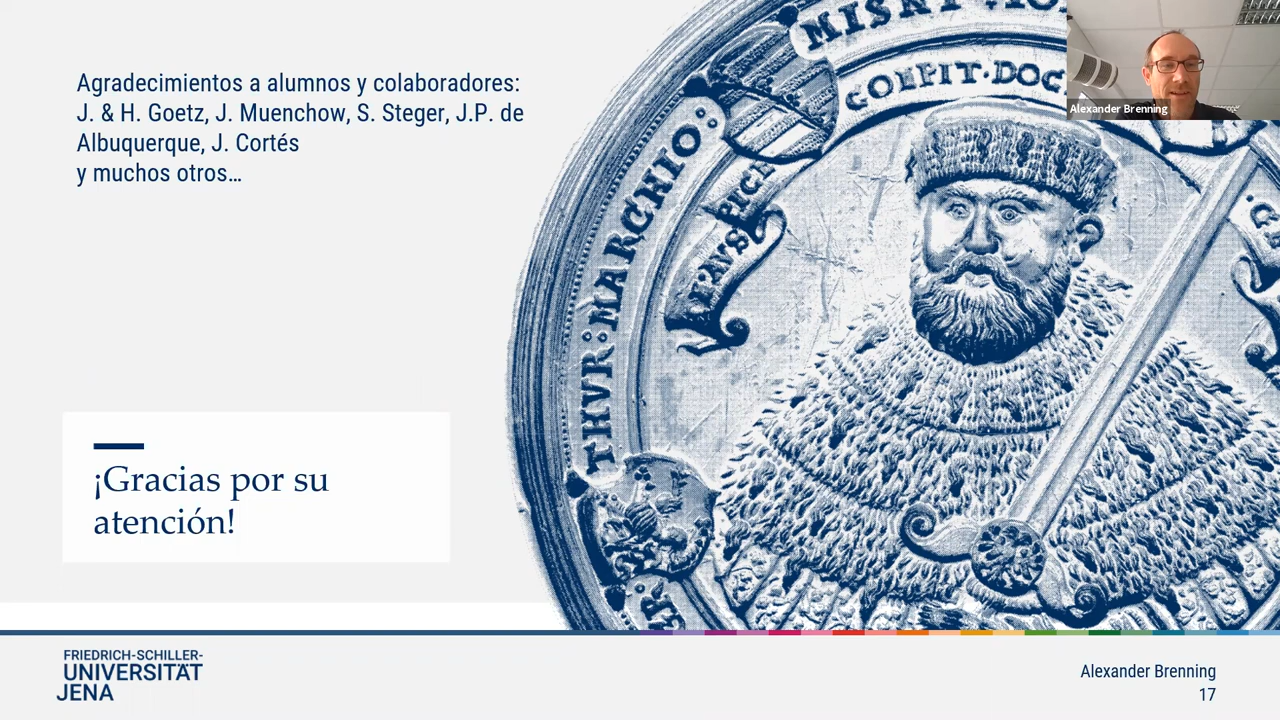 Agradecimientos a alumnos y colaboradores:
J. & H. Goetz, J. Muenchow, S. Steger, J.P. de
Albuquerque, J. Cortés
y muchos otros…
THVR:MARCHIO:
COEPIT·DOC
Alexander Brenning
¡Gracias por su
atención!
FRIEDRICH-SCHILLER-
UNIVERSITÄT
JENA
Alexander Brenning
17